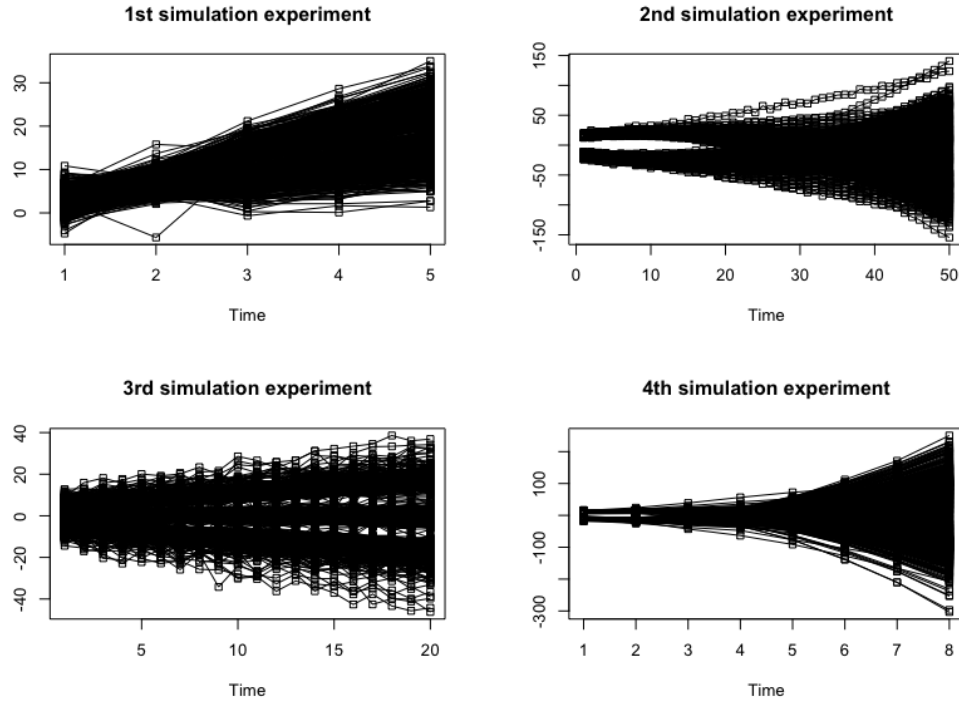 1st simulation experiment
30
20
10
0
1 2 3 4 5
Time
2nd simulation experiment
150
50
-50
-150
0 10 20 30 40 50
Time
3rd simulation experiment
40
20
0
-20
-40
5 10 15 20
Time
4th simulation experiment
100
-100
-300
1 2 3 4 5 6 7 8
Time